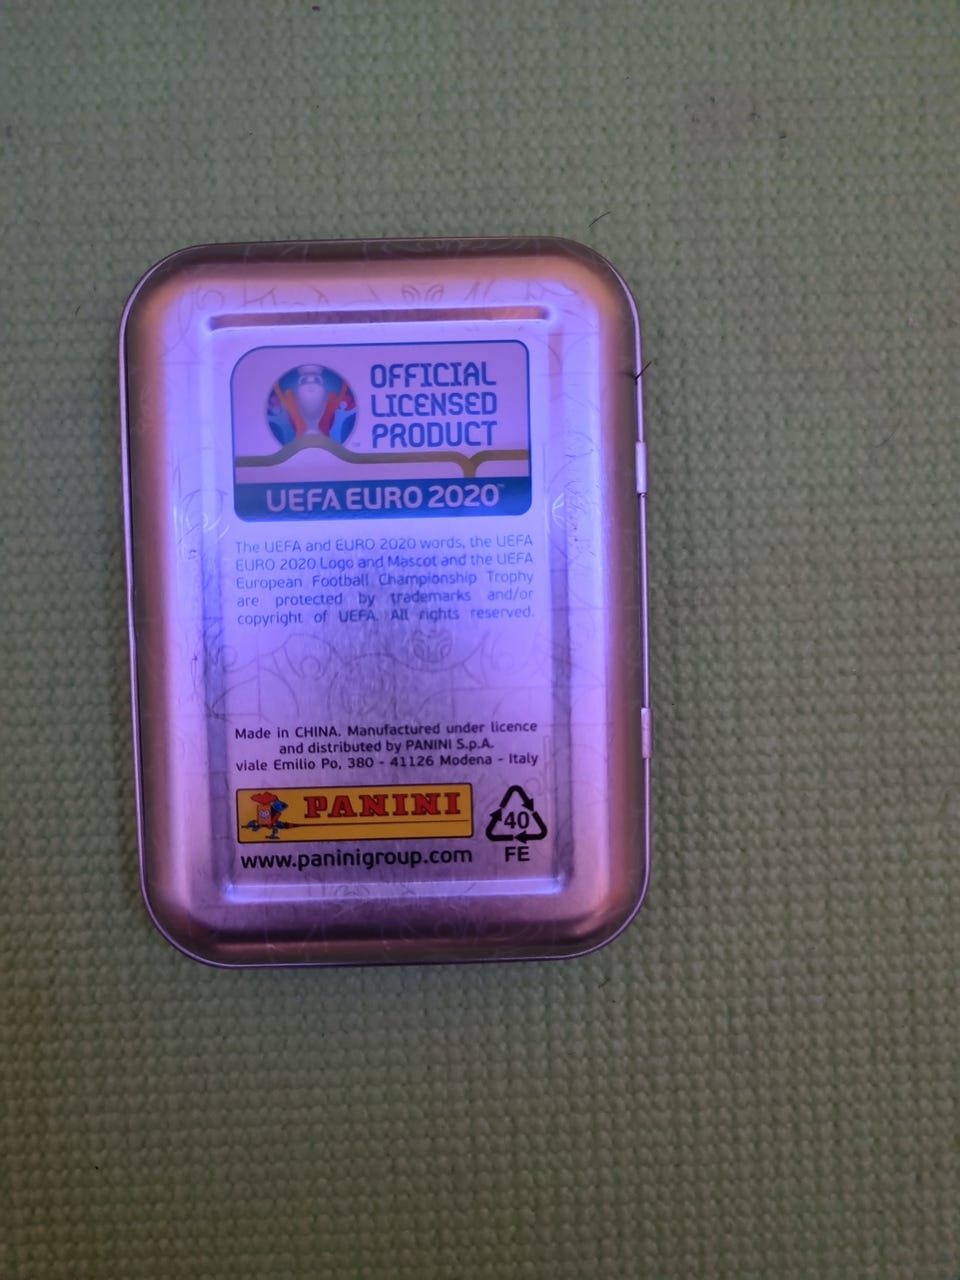 OFFICIAL
LICENSED
PRODUCT
UEFA EURO 2020™
The UEFA and EURO 2020 words, the UEFA
EURO 2020 Logo and Mascot and the UEFA
European Football Championship Trophy
are protected by trademarks and/or
copyright of UEFA. All rights reserved.
Made in CHINA. Manufactured under licence
and distributed by PANINI S.p.A.
viale Emilio Po, 380 - 41126 Modena - Italy
PANINI
40
FE
www.paninigroup.com